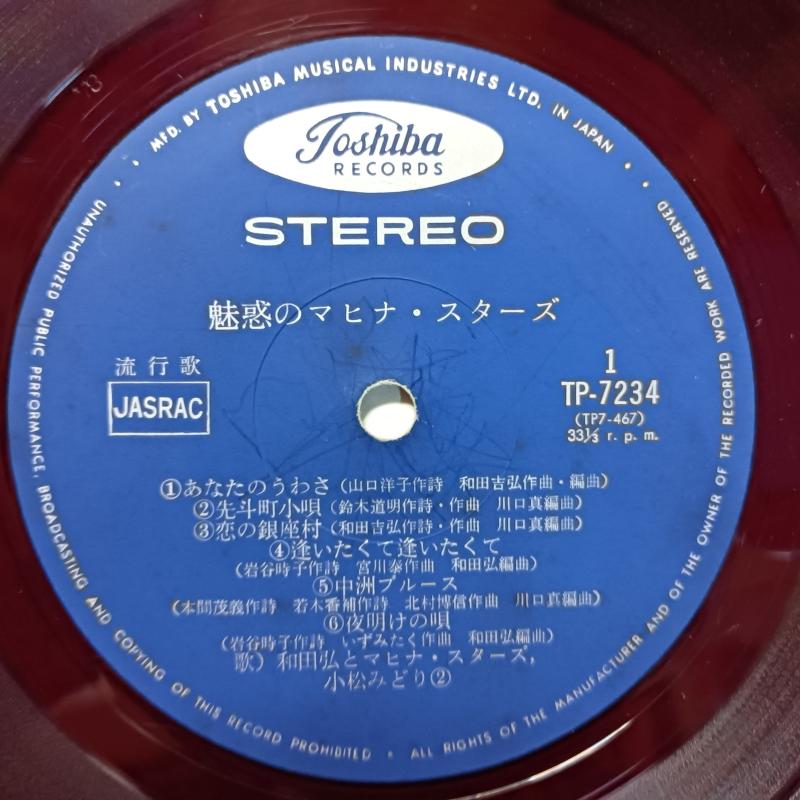 MFD. BY TOSHIBA MUSICAL INDUSTRIES LTD. IN JAPAN
Toshiba
RECORDS
STEREO
魅惑のマヒナ・スターズ
流行歌
JASRAC
1
TP-7234
(TP7-467)
33⅓ r. p. m.
①あなたのうわさ(山口洋子作詩 和田吉弘作曲・編曲)
②先斗町小唄(鈴木道明作詩・作曲 川口真編曲)
③恋の銀座村(和田吉弘作詩・作曲 川口真編曲)
④逢いたくて逢いたくて
(岩谷時子作詩 宮川泰作曲 和田弘編曲)
⑤中洲ブルース
(本間茂義作詩 若木香補作詩 北村博信作曲 川口真編曲)
⑥夜明けの唄
(岩谷時子作詩 いずみたく作曲 和田弘編曲)
歌)和田弘とマヒナ・スターズ,
小松みどり②
UNAUTHORIZED PUBLIC PERFORMANCE, BROADCASTING AND COPYING OF THIS RECORD PROHIBITED • ALL RIGHTS OF THE MANUFACTURER AND OF THE OWNER OF THE RECORDED WORK ARE RESERVED